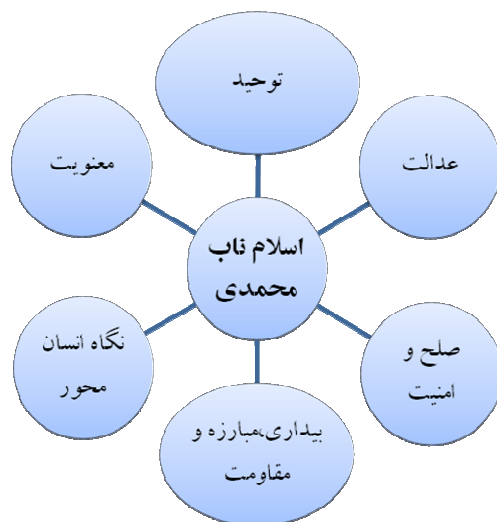 توحید
عدالت
معنویت
اسلام ناب
محمدی
صلح و
امنیت
نگاه انسان
محور
بیداری،مبارزه و
مقاومت